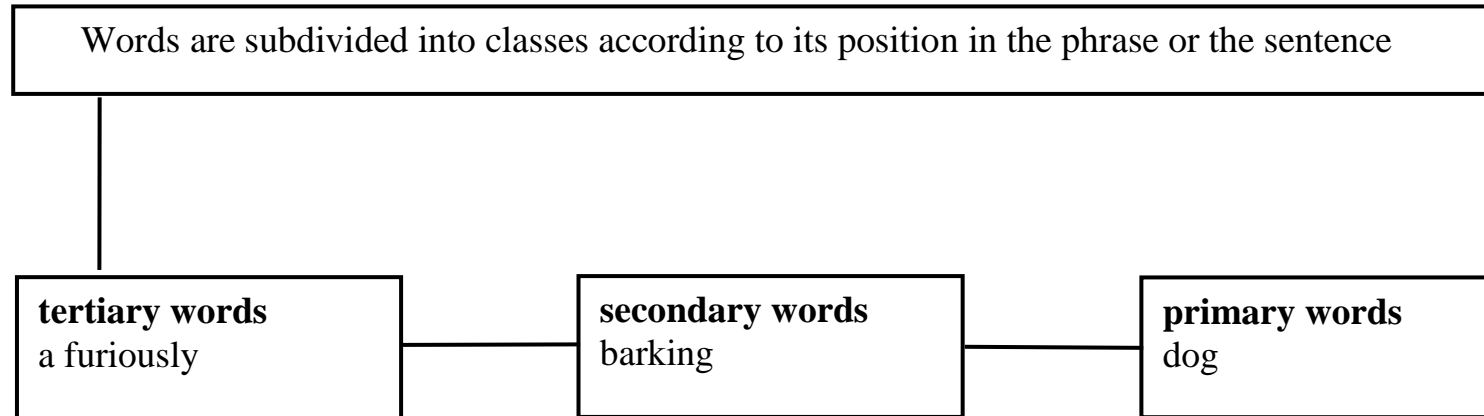 Words are subdivided into classes according to its position in the phrase or the sentence
tertiary words
a furiously
secondary words
barking
primary words
dog